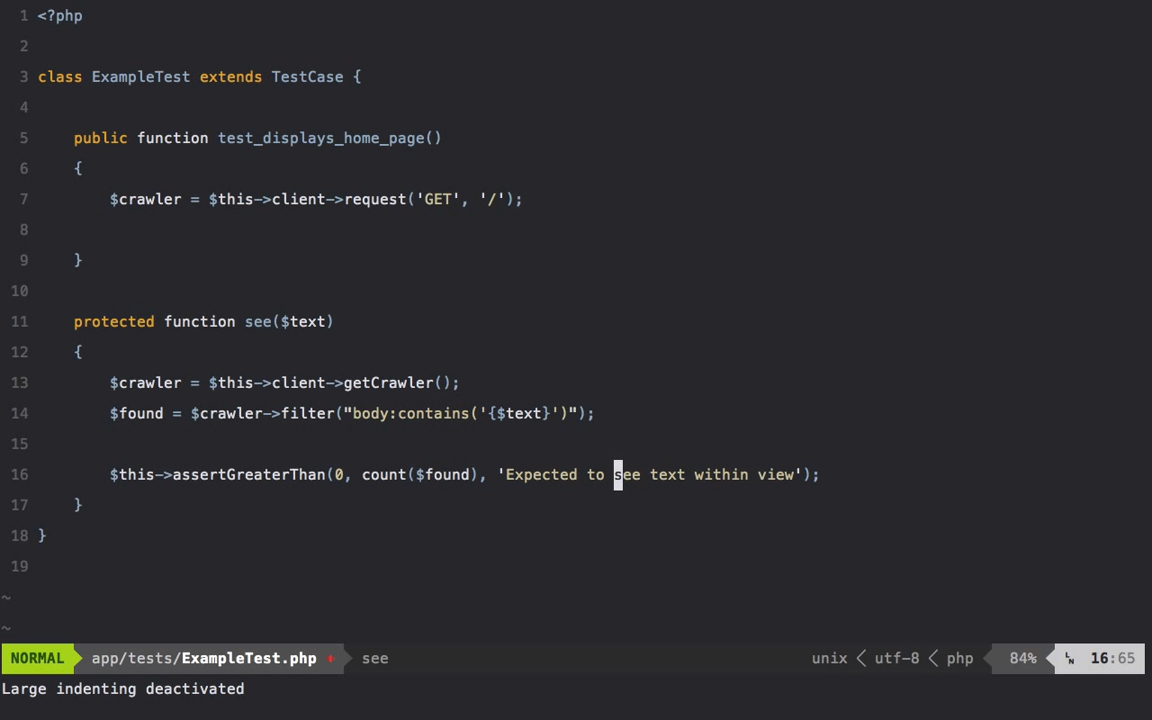 1 <?php
2
3 class ExampleTest extends TestCase {
4
5     public function test_displays_home_page()
6     {
7         $crawler = $this->client->request('GET', '/');
8
9     }
10
11     protected function see($text)
12     {
13         $crawler = $this->client->getCrawler();
14         $found = $crawler->filter("body:contains('{$text}')");
15
16         $this->assertGreaterThan(0, count($found), 'Expected to see text within view');
17     }
18 }
19
~
~
NORMAL app/tests/ExampleTest.php see unix utf-8 php 84% LN 16:65
Large indenting deactivated